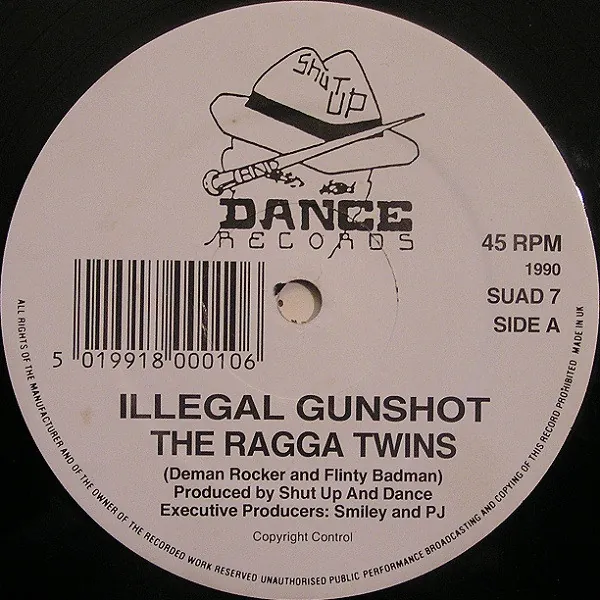 SHUT
UP
AND
DANCE
RECORDS
45 RPM
1990
SUAD 7
SIDE A
5 019918 000106
ILLEGAL GUNSHOT
THE RAGGA TWINS
(Deman Rocker and Flinty Badman)
Produced by Shut Up And Dance
Executive Producers: Smiley and PJ
Copyright Control
ALL RIGHTS OF THE MANUFACTURER AND OF THE OWNER OF THE RECORDED WORK RESERVED UNAUTHORISED PUBLIC PERFORMANCE BROADCASTING AND COPYING OF THIS RECORD PROHIBITED MADE IN UK